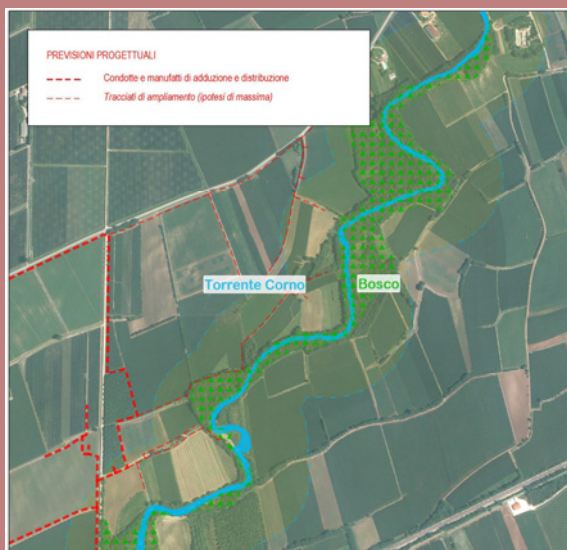 PREVISIONI PROGETTUALI
Condotte e manufatti di adduzione e distribuzione
Tracciati di ampliamento (ipotesi di massima)
Torrente Corno
Bosco